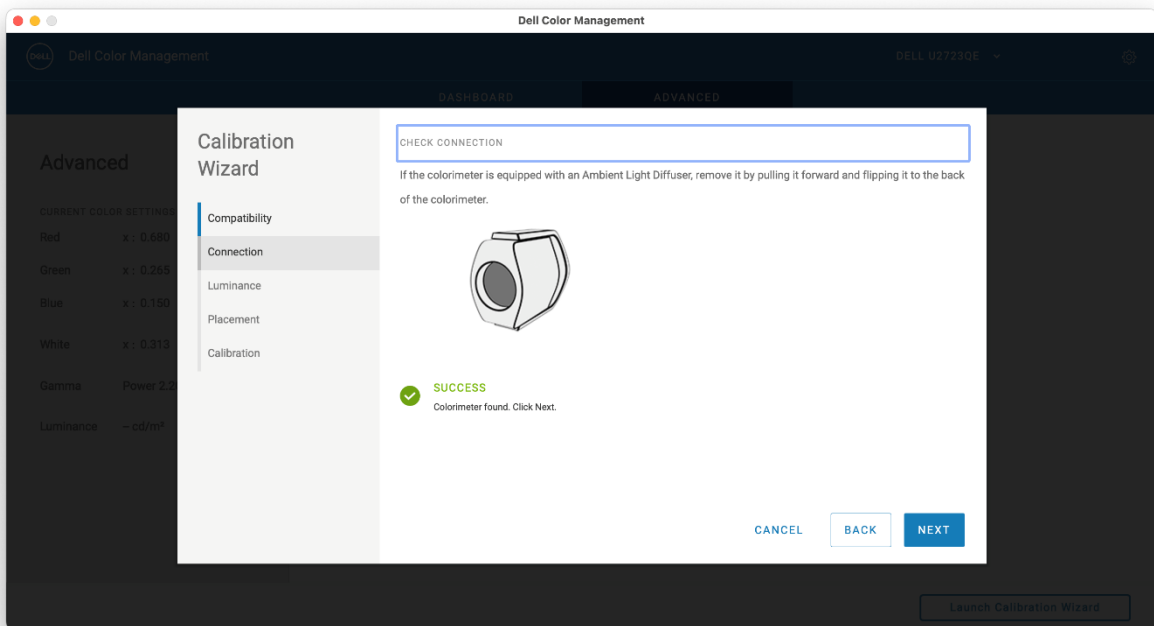 Dell Color Management
DELL
Dell Color Management
DELL U2723QE
DASHBOARD
ADVANCED
Advanced
CURRENT COLOR SETTINGS
Red x : 0.680
Green x : 0.265
Blue x : 0.150
White x : 0.313
Gamma Power 2.20
Luminance – cd/m²
Calibration
Wizard
Compatibility
Connection
Luminance
Placement
Calibration
CHECK CONNECTION
If the colorimeter is equipped with an Ambient Light Diffuser, remove it by pulling it forward and flipping it to the back
of the colorimeter.
SUCCESS
Colorimeter found. Click Next.
CANCEL
BACK
NEXT
Launch Calibration Wizard